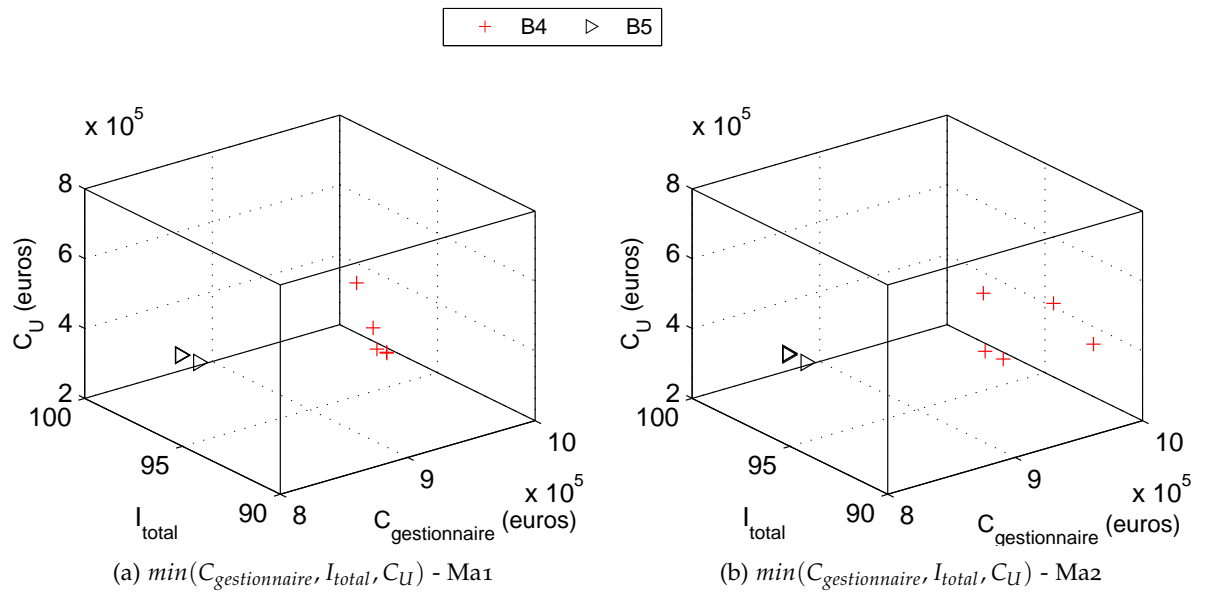 B4 B5
x 10^5
8
6
4
2
C_U (euros)
100
95
90
I_total
8
9
10
x 10^5
C_gestionnaire (euros)
(a) min(C_gestionnaire, I_total, C_U) - Ma1
x 10^5
8
6
4
2
C_U (euros)
100
95
90
I_total
8
9
10
x 10^5
C_gestionnaire (euros)
(b) min(C_gestionnaire, I_total, C_U) - Ma2